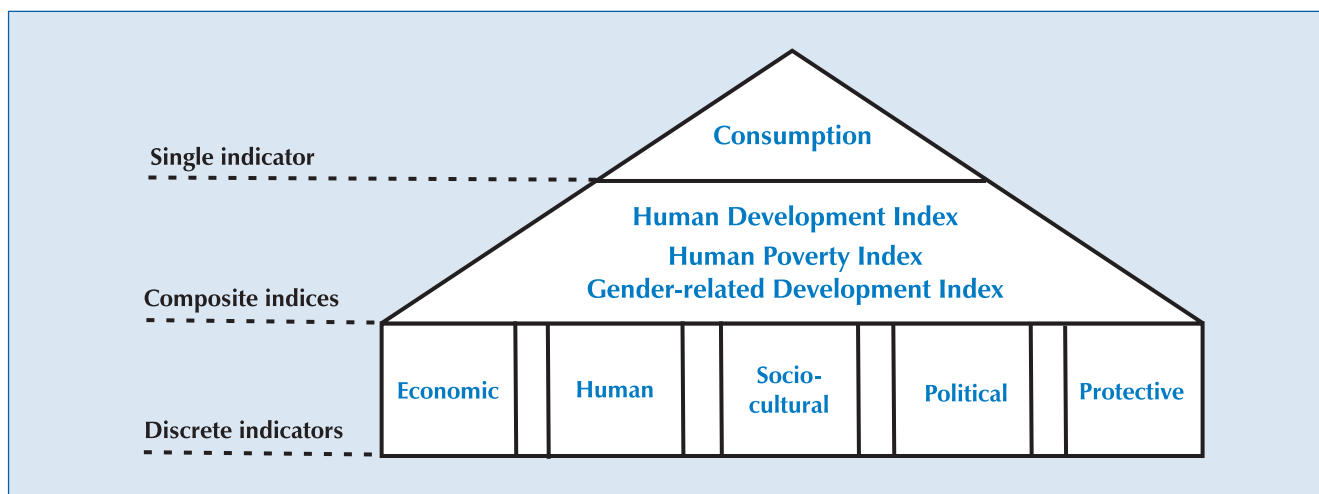 Consumption
Single indicator
Human Development Index
Human Poverty Index
Gender-related Development Index
Composite indices
Economic
Human
Socio-
cultural
Political
Protective
Discrete indicators